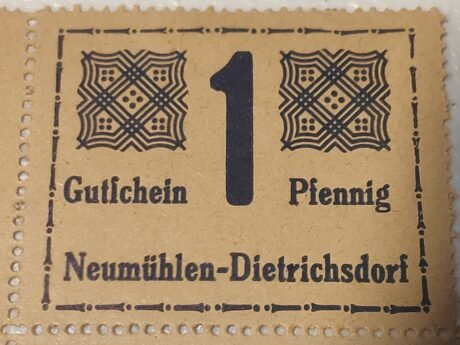 1
Gutſchein Pfennig
Neumühlen-Dietrichsdorf